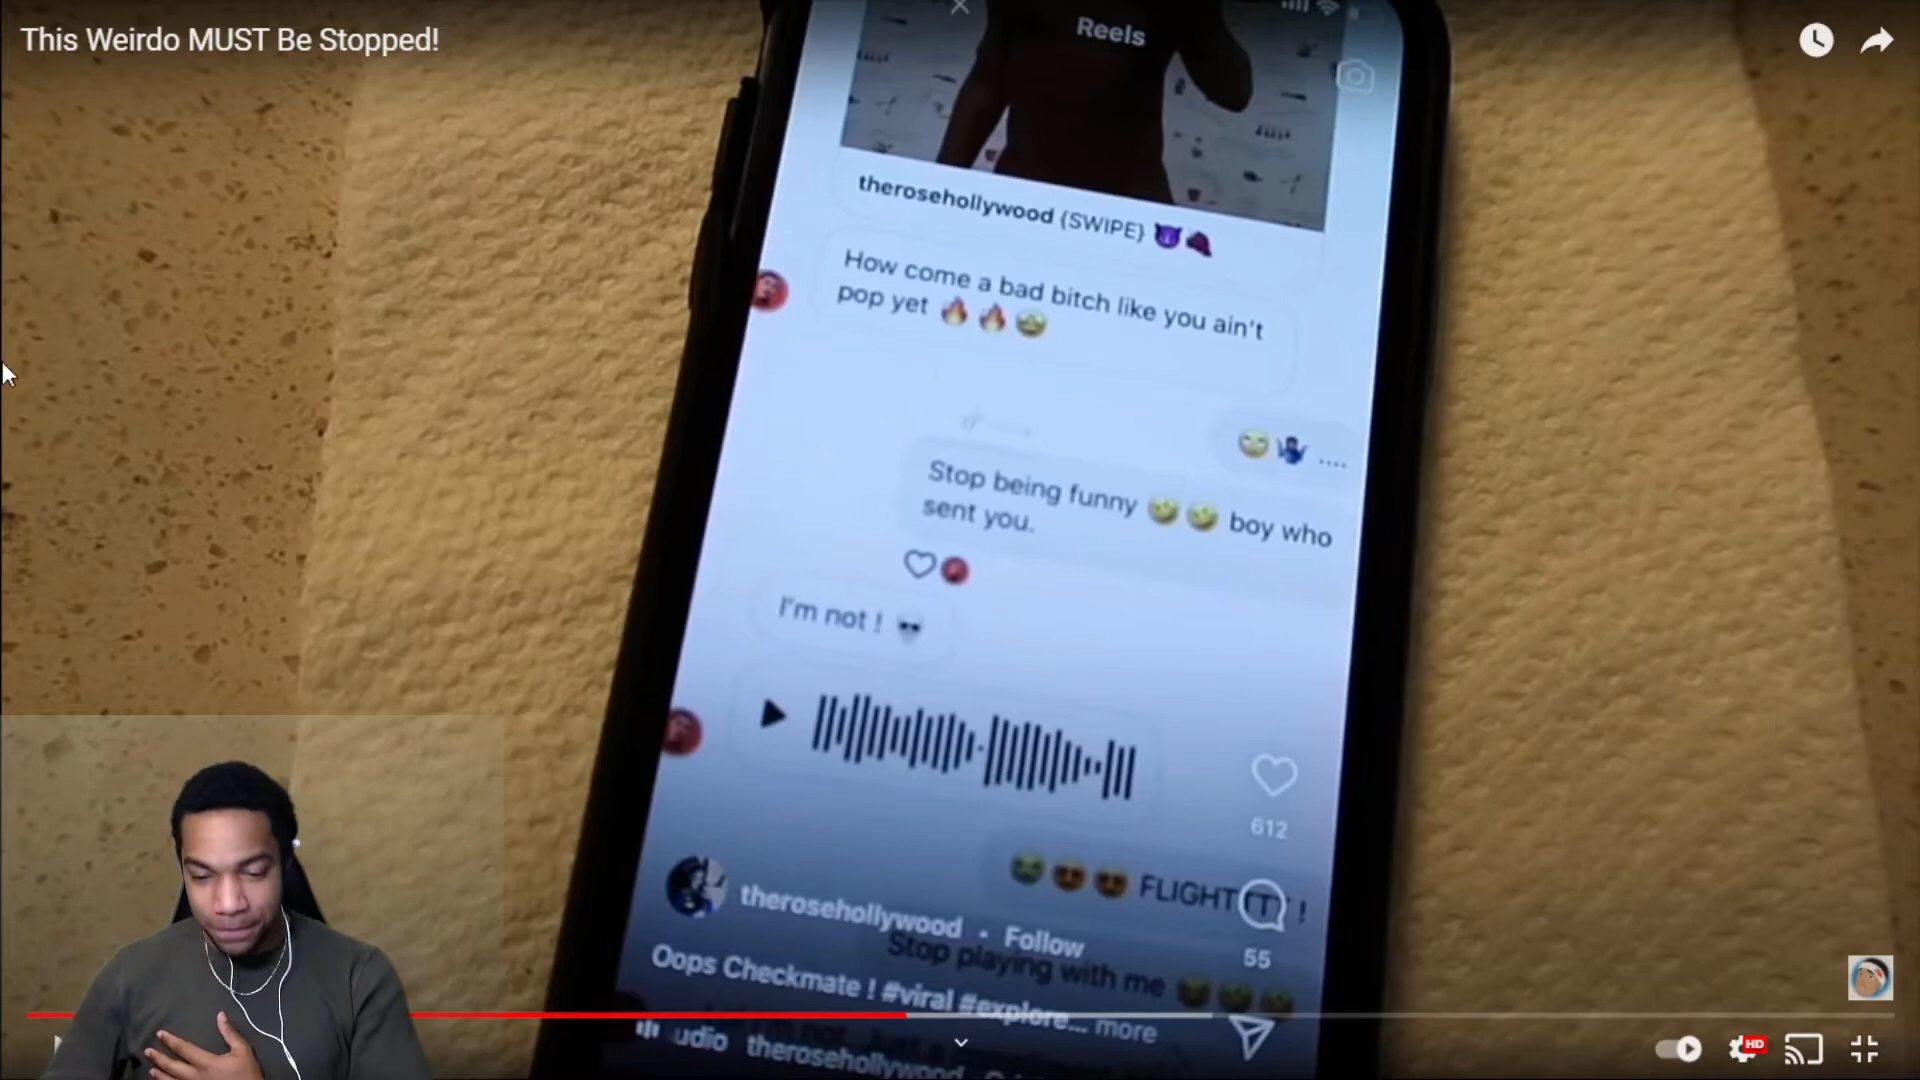 This Weirdo MUST Be Stopped!
Reels
therosehollywood {SWIPE} 😈🍇
How come a bad bitch like you ain't
pop yet 🔥 🔥 🤩
🙄 🤷🏿‍♂️ ....
Stop being funny 🤣 🤣 boy who
sent you.
I'm not ! 💀
612
😭 😍 😍 FLIGHTTT !
therosehollywood • Follow
55
Stop playing with me
Oops Checkmate ! #viral #explore... more
udio therosehollywood
HD